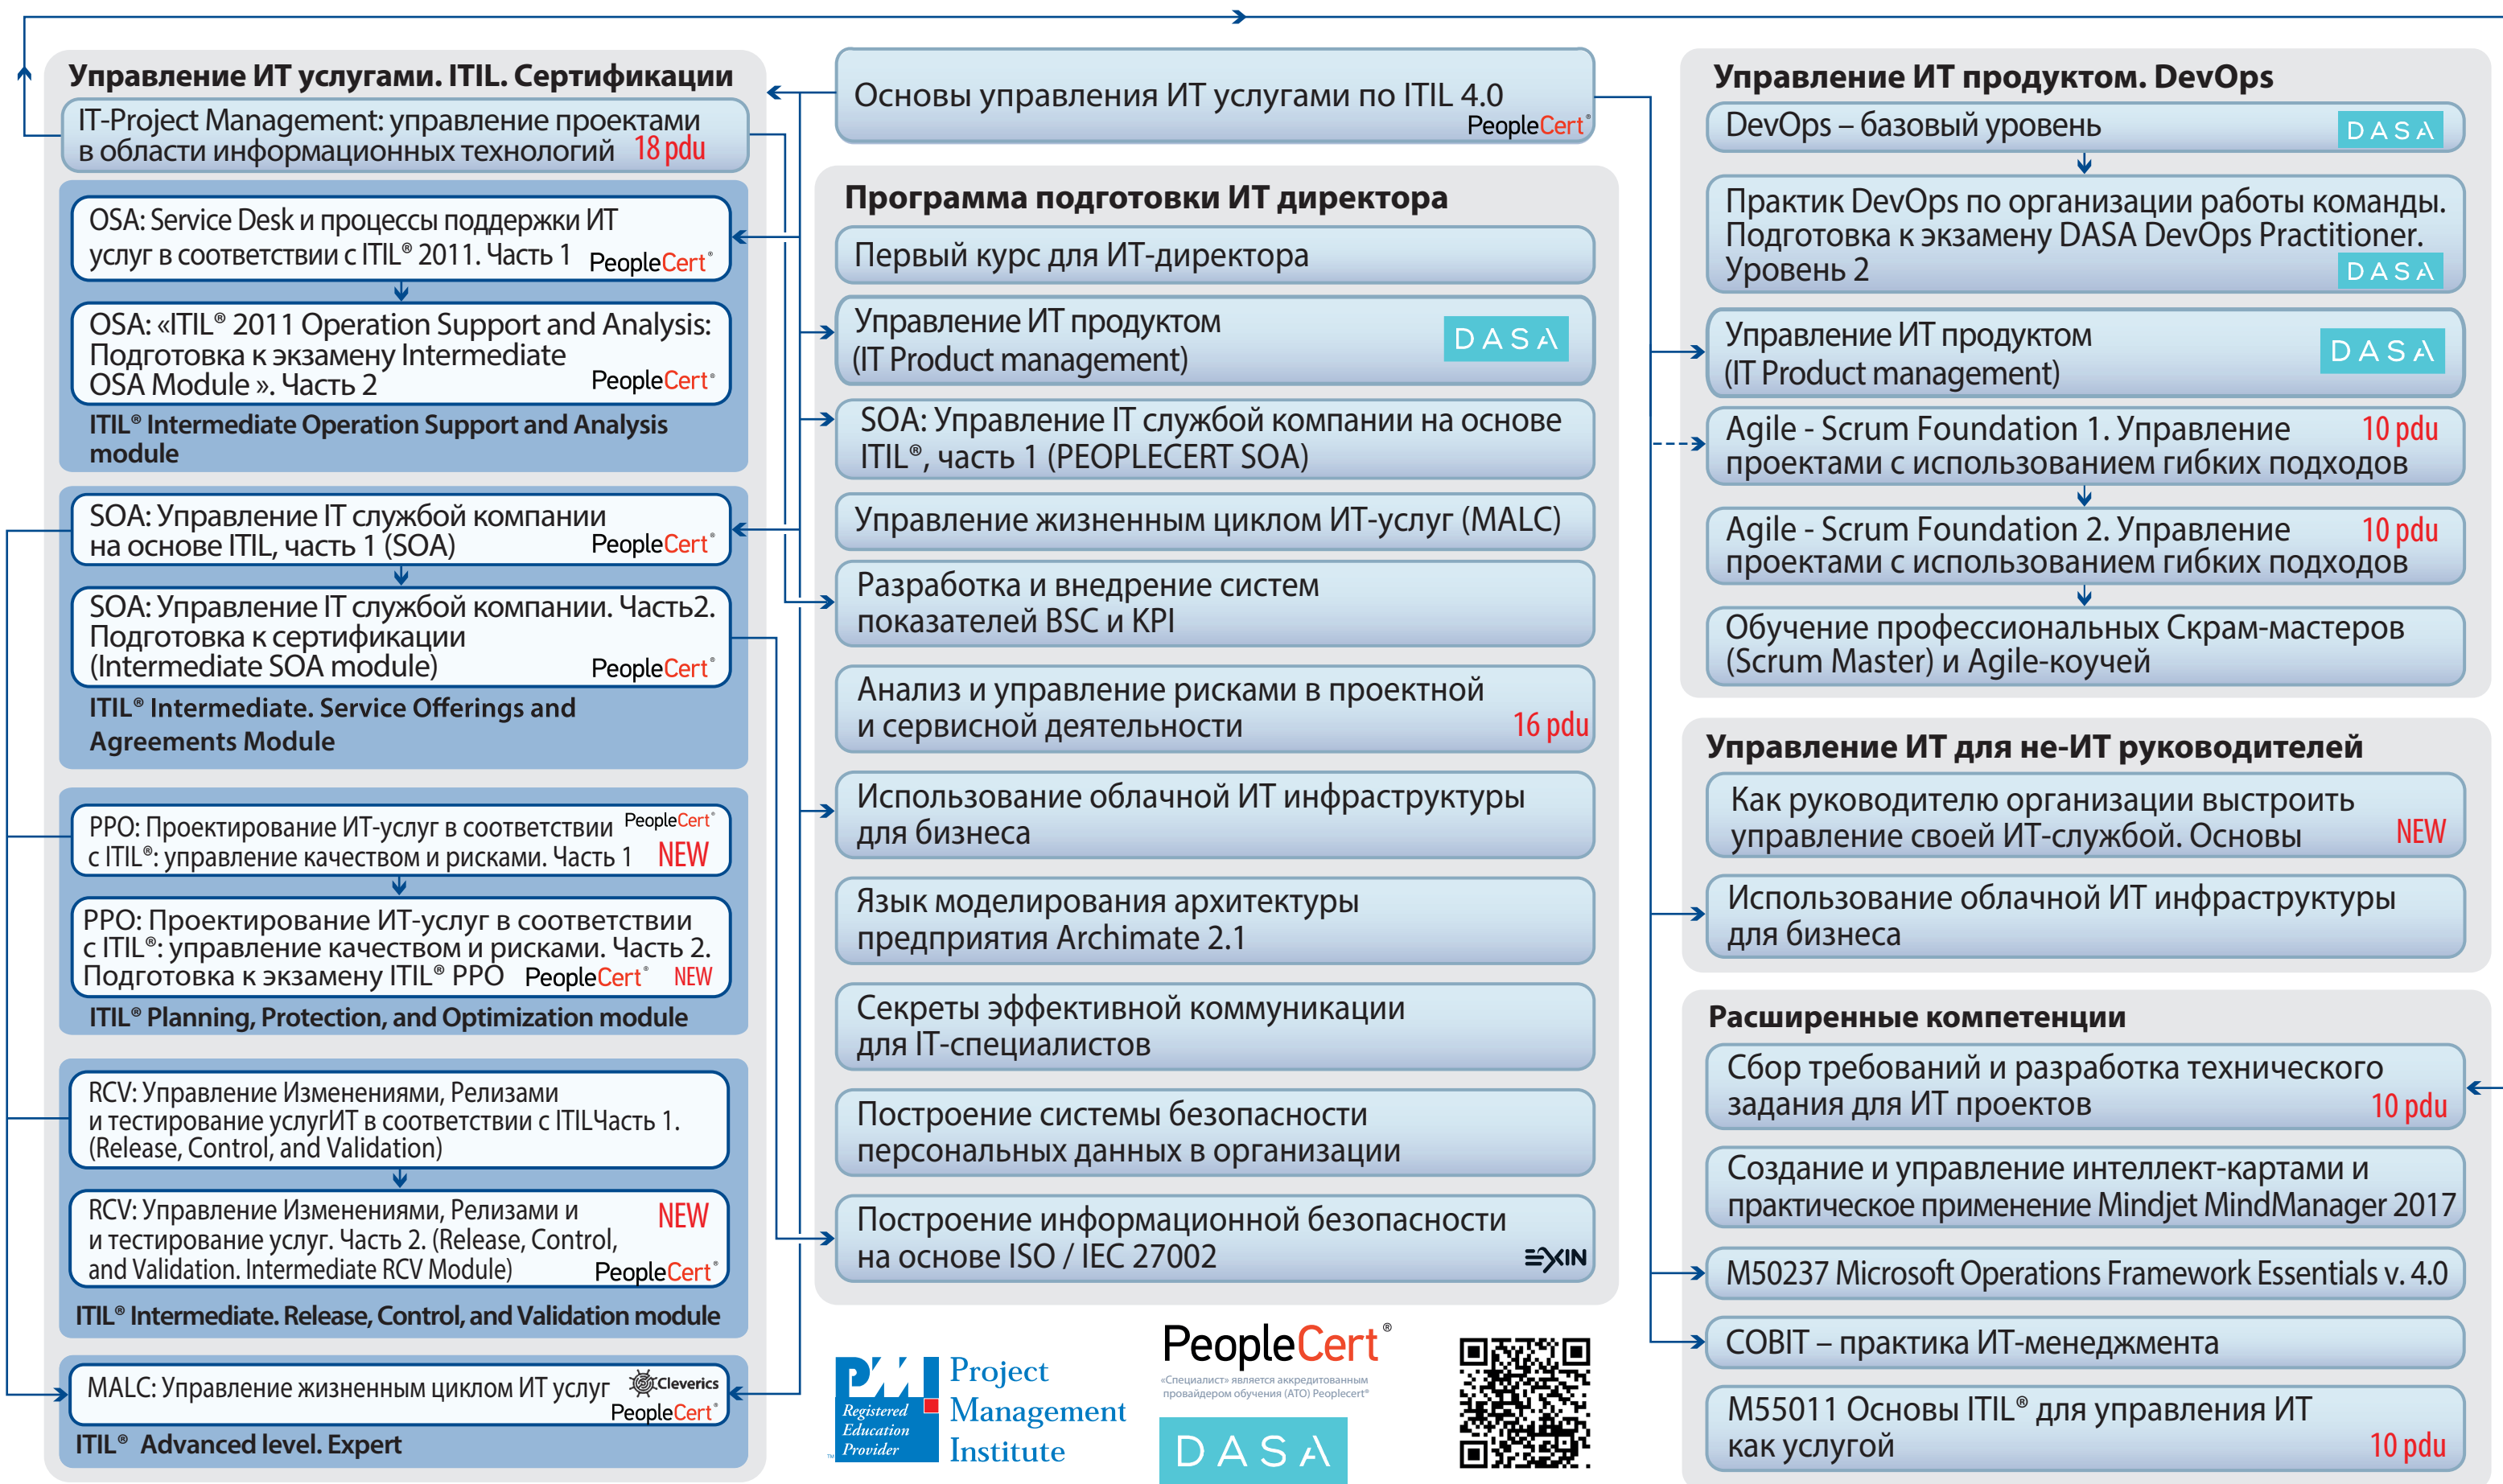 Управление ИТ услугами. ITIL. Сертификации
IT-Project Management: управление проектами
в области информационных технологий 18 pdu
OSA: Service Desk и процессы поддержки ИТ
услуг в соответствии с ITIL® 2011. Часть 1 PeopleCert®
OSA: «ITIL® 2011 Operation Support and Analysis:
Подготовка к экзамену Intermediate
OSA Module ». Часть 2 PeopleCert®
ITIL® Intermediate Operation Support and Analysis
module
SOA: Управление IT службой компании
на основе ITIL, часть 1 (SOA) PeopleCert®
SOA: Управление IT службой компании. Часть2.
Подготовка к сертификации
(Intermediate SOA module) PeopleCert®
ITIL® Intermediate. Service Offerings and
Agreements Module
PPO: Проектирование ИТ-услуг в соответствии PeopleCert®
с ITIL®: управление качеством и рисками. Часть 1 NEW
PPO: Проектирование ИТ-услуг в соответствии
с ITIL®: управление качеством и рисками. Часть 2.
Подготовка к экзамену ITIL® PPO PeopleCert® NEW
ITIL® Planning, Protection, and Optimization module
RCV: Управление Изменениями, Релизами
и тестирование услугИТ в соответствии с ITILЧасть 1.
(Release, Control, and Validation)
RCV: Управление Изменениями, Релизами и NEW
и тестирование услуг. Часть 2. (Release, Control,
and Validation. Intermediate RCV Module) PeopleCert®
ITIL® Intermediate. Release, Control, and Validation module
MALC: Управление жизненным циклом ИТ услуг Cleverics
PeopleCert®
ITIL® Advanced level. Expert
Основы управления ИТ услугами по ITIL 4.0
PeopleCert®
Программа подготовки ИТ директора
Первый курс для ИТ-директора
Управление ИТ продуктом
(IT Product management) DASA
SOA: Управление IT службой компании на основе
ITIL®, часть 1 (PEOPLECERT SOA)
Управление жизненным циклом ИТ-услуг (MALC)
Разработка и внедрение систем
показателей BSC и KPI
Анализ и управление рисками в проектной
и сервисной деятельности 16 pdu
Использование облачной ИТ инфраструктуры
для бизнеса
Язык моделирования архитектуры
предприятия Archimate 2.1
Секреты эффективной коммуникации
для IT-специалистов
Построение системы безопасности
персональных данных в организации
Построение информационной безопасности
на основе ISO / IEC 27002 EXIN
PMI
Registered
Education
Provider
™
Project
Management
Institute
PeopleCert®
«Специалист» является аккредитованным
провайдером обучения (ATO) Peoplecert®
DASA
Управление ИТ продуктом. DevOps
DevOps – базовый уровень DASA
Практик DevOps по организации работы команды.
Подготовка к экзамену DASA DevOps Practitioner.
Уровень 2 DASA
Управление ИТ продуктом
(IT Product management) DASA
Agile - Scrum Foundation 1. Управление 10 pdu
проектами с использованием гибких подходов
Agile - Scrum Foundation 2. Управление 10 pdu
проектами с использованием гибких подходов
Обучение профессиональных Скрам-мастеров
(Scrum Master) и Agile-коучей
Управление ИТ для не-ИТ руководителей
Как руководителю организации выстроить
управление своей ИТ-службой. Основы NEW
Использование облачной ИТ инфраструктуры
для бизнеса
Расширенные компетенции
Сбор требований и разработка технического
задания для ИТ проектов 10 pdu
Создание и управление интеллект-картами и
практическое применение Mindjet MindManager 2017
M50237 Microsoft Operations Framework Essentials v. 4.0
COBIT – практика ИТ-менеджмента
M55011 Основы ITIL® для управления ИТ
как услугой 10 pdu